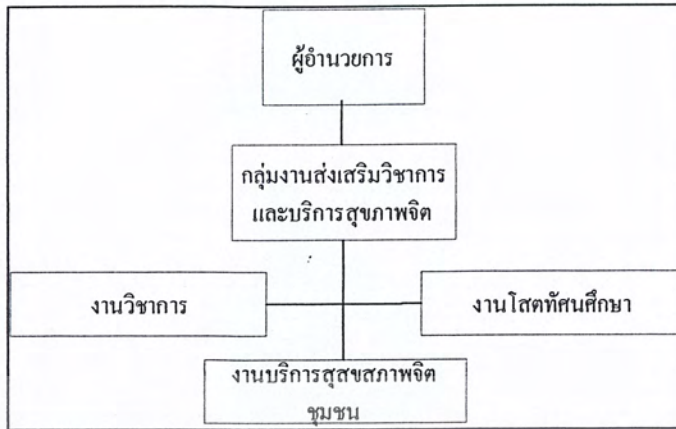 ผู้อำนวยการ
กลุ่มงานส่งเสริมวิชาการ
และบริการสุขภาพจิต
งานวิชาการ
งานโสตทัศนศึกษา
งานบริการสุสขสภาพจิต
ชุมชน